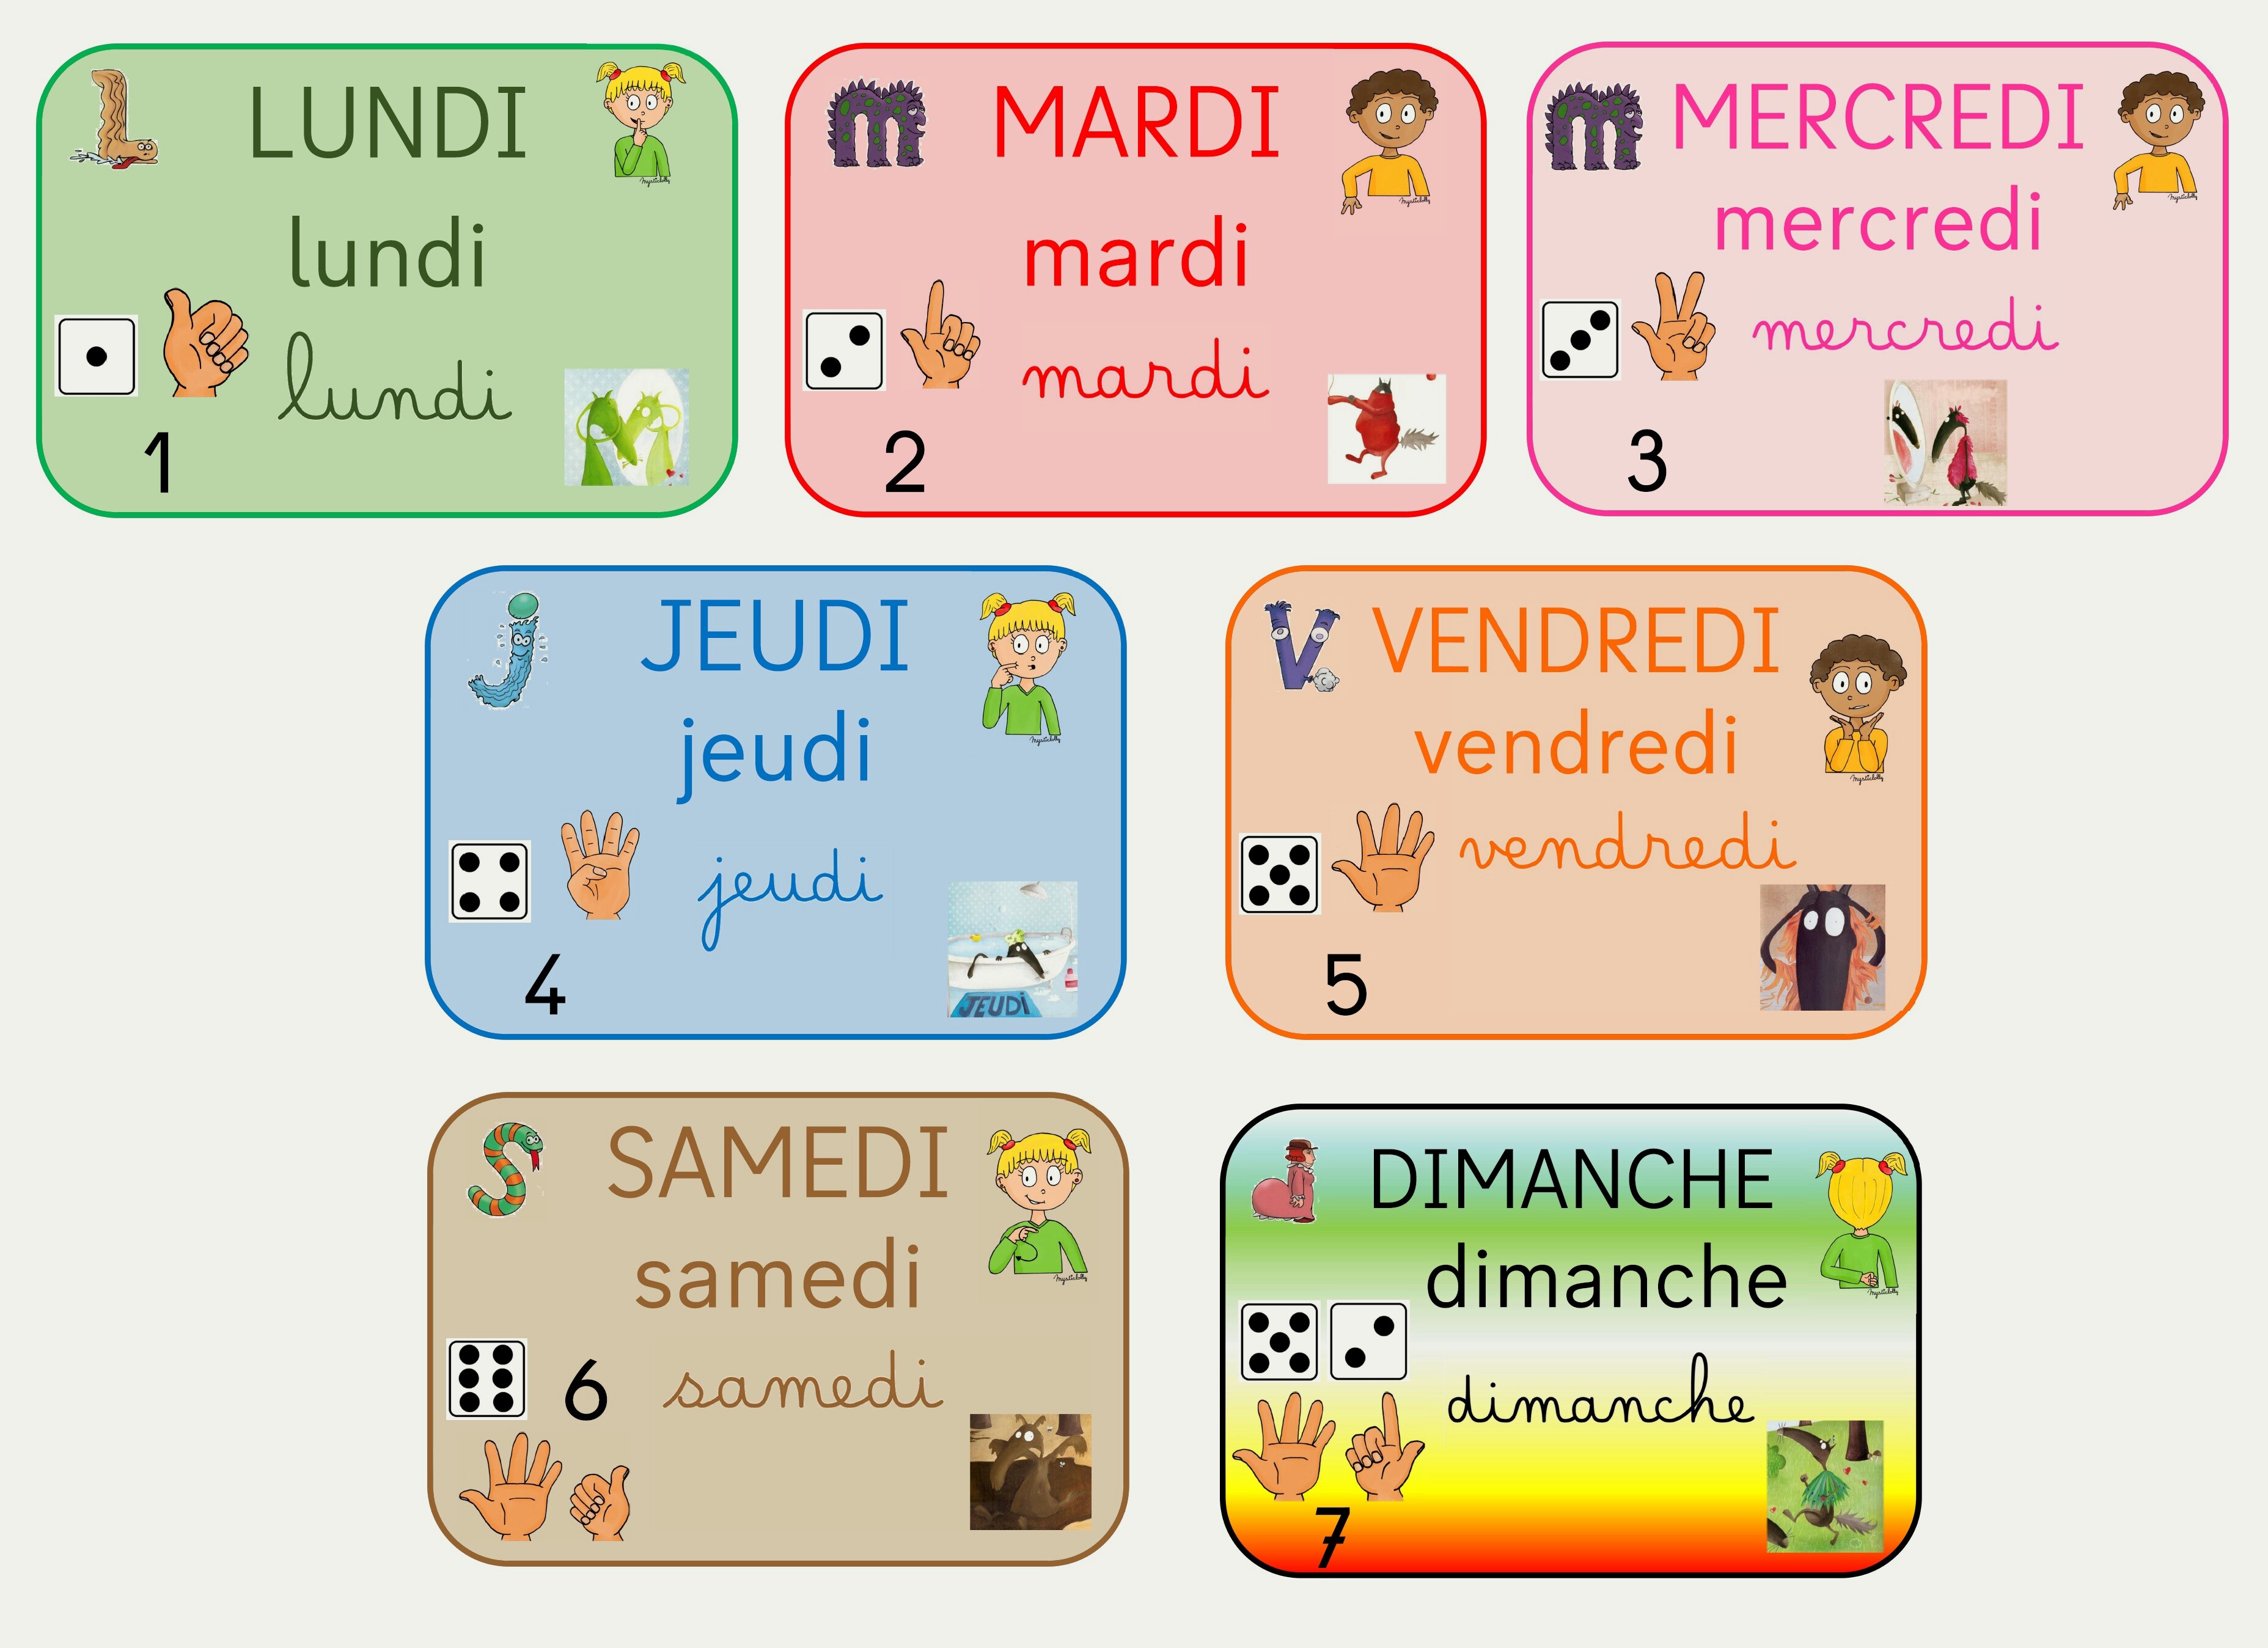 LUNDI
lundi
lundi
1
MARDI
mardi
mardi
2
MERCREDI
mercredi
mercredi
3
JEUDI
jeudi
jeudi
JEUDI
4
VENDREDI
vendredi
vendredi
5
SAMEDI
samedi
6
samedi
DIMANCHE
dimanche
dimanche
7